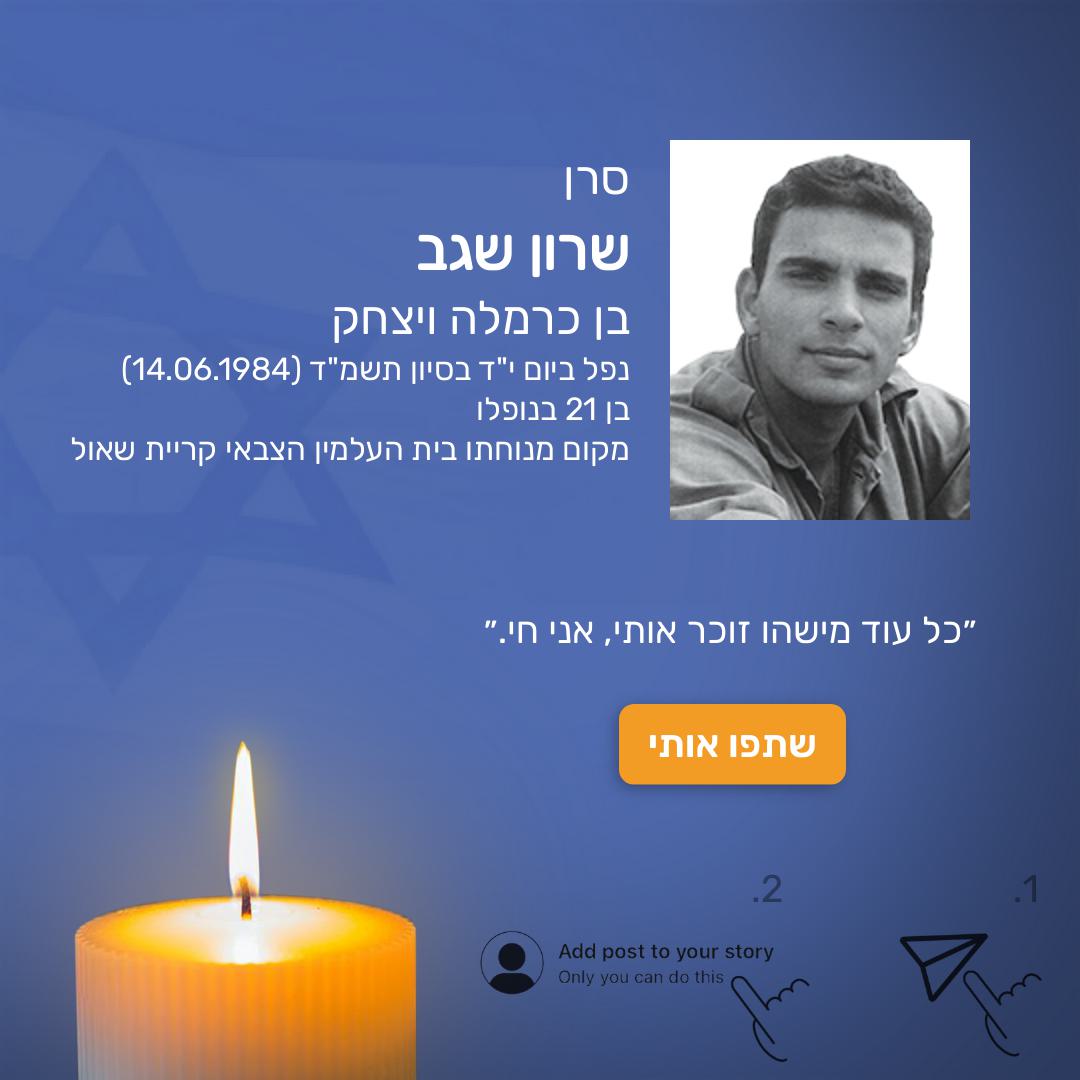 סרן
שרון שגב
בן כרמלה ויצחק
נפל ביום י"ד בסיון תשמ"ד (14.06.1984)
בן 21 בנופלו
מקום מנוחתו בית העלמין הצבאי קריית שאול
״כל עוד מישהו זוכר אותי, אני חי.״
שתפו אותי
.1
.2
Add post to your story
Only you can do this